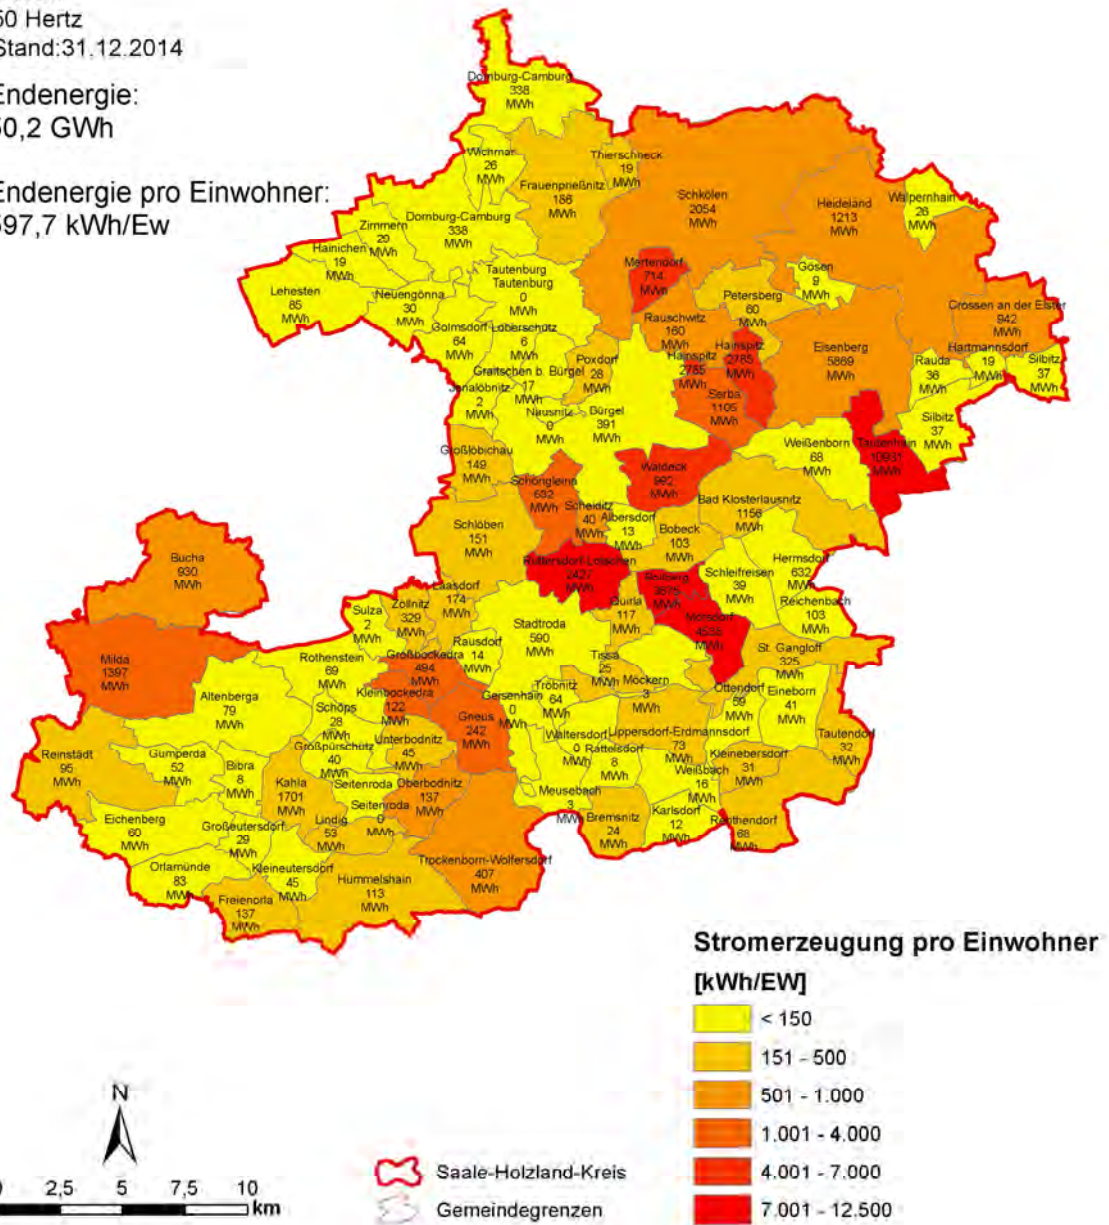 50 Hertz
Stand:31.12.2014
Endenergie:
50,2 GWh
Endenergie pro Einwohner:
597,7 kWh/Ew
Dornburg-Camburg
338
MWh
Wichmar
26
MWh
Thierschneck
19
MWh
Frauenprießnitz
186
MWh
Schkölen
2054
MWh
Heideland
1213
MWh
Walpernhain
26
MWh
Dornburg-Camburg
338
MWh
Zimmern
29
MWh
Hainichen
19
MWh
Lehesten
85
MWh
Neuengönna
30
MWh
Tautenburg
Tautenburg
0
MWh
Mertendorf
714
MWh
Gösen
9
MWh
Petersberg
60
MWh
Crossen an der Elster
942
MWh
Golmsdorf
64
MWh
Löberschütz
6
MWh
Rauschwitz
160
MWh
Hainspitz
2785
MWh
Hainspitz
2785
MWh
Eisenberg
5869
MWh
Hartmannsdorf
19
MWh
Rauda
36
MWh
Silbitz
37
MWh
Poxdorf
28
MWh
Graitschen b. Bürgel
17
MWh
Jenalöbnitz
2
MWh
Nausnitz
0
MWh
Bürgel
391
MWh
Serba
1105
MWh
Silbitz
37
MWh
Weißenborn
68
MWh
Tautenhain
10931
MWh
Großlöbichau
149
MWh
Waldeck
992
MWh
Schöngleina
632
MWh
Scheiditz
40
MWh
Albersdorf
13
MWh
Bad Klosterlausnitz
1156
MWh
Schlöben
151
MWh
Bobeck
103
MWh
Bucha
930
MWh
Ruttersdorf-Lotschen
2427
MWh
Schleifreisen
39
MWh
Hermsdorf
632
MWh
MWh
Laasdorf
174
MWh
Zöllnitz
329
MWh
Sulza
2
MWh
Quirla
117
MWh
Mörsdorf
MWh
Reichenbach
103
MWh
Stadtroda
590
MWh
Rausdorf
14
MWh
Großbockedra
494
MWh
Tissa
25
MWh
St. Gangloff
325
MWh
Milda
1397
MWh
Rothenstein
69
MWh
Möckern
3
MWh
Altenberga
79
MWh
Kleinbockedra
122
MWh
Geisenhain
0
MWh
Tröbnitz
64
MWh
Ottendorf
59
MWh
Eineborn
41
MWh
Schöps
28
MWh
Gneus
242
MWh
Waltersdorf
0
MWh
Lippersdorf-Erdmannsdorf
73
MWh
Tautendorf
32
MWh
Reinstädt
95
MWh
Gumperda
52
MWh
Bibra
8
MWh
Großpürschütz
40
MWh
Unterbodnitz
45
MWh
Rattelsdorf
8
MWh
Kleinebersdorf
31
MWh
Weißbach
16
MWh
Kahla
1701
MWh
Seitenroda
Seitenroda
0
MWh
Oberbodnitz
137
MWh
Meusebach
3
MWh
Eichenberg
60
MWh
Großeutersdorf
29
MWh
Lindig
53
MWh
Bremsnitz
24
MWh
Karlsdorf
12
MWh
Renthendorf
68
MWh
Orlamünde
83
MWh
Kleineutersdorf
45
MWh
Hummelshain
113
MWh
Trockenborn-Wolfersdorf
407
MWh
Freienorla
137
MWh
Stromerzeugung pro Einwohner
[kWh/EW]
< 150
151 - 500
501 - 1.000
1.001 - 4.000
4.001 - 7.000
7.001 - 12.500
N
0 2,5 5 7,5 10
km
Saale-Holzland-Kreis
Gemeindegrenzen